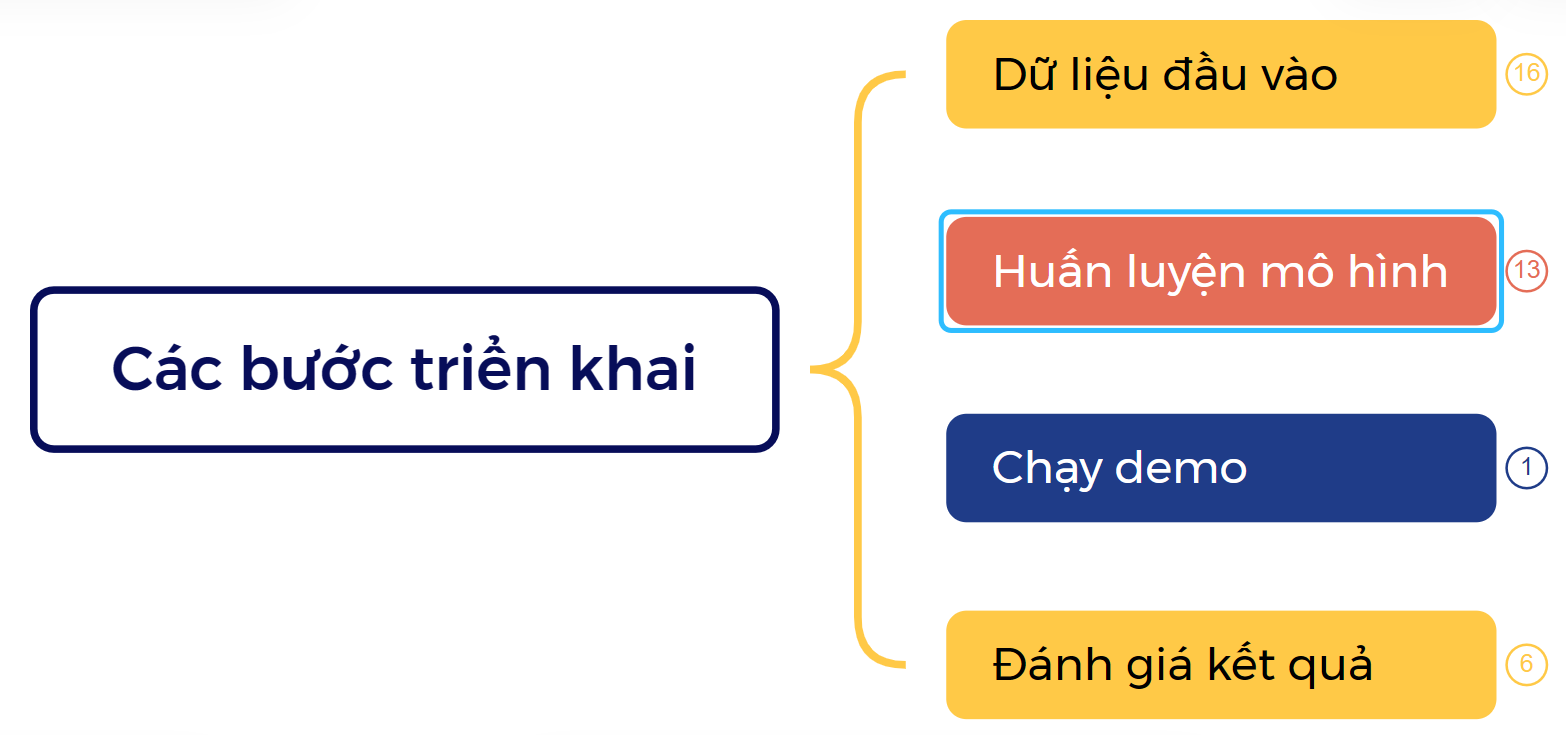 Các bước triển khai
Dữ liệu đầu vào
16
Huấn luyện mô hình
13
Chạy demo
1
Đánh giá kết quả
6